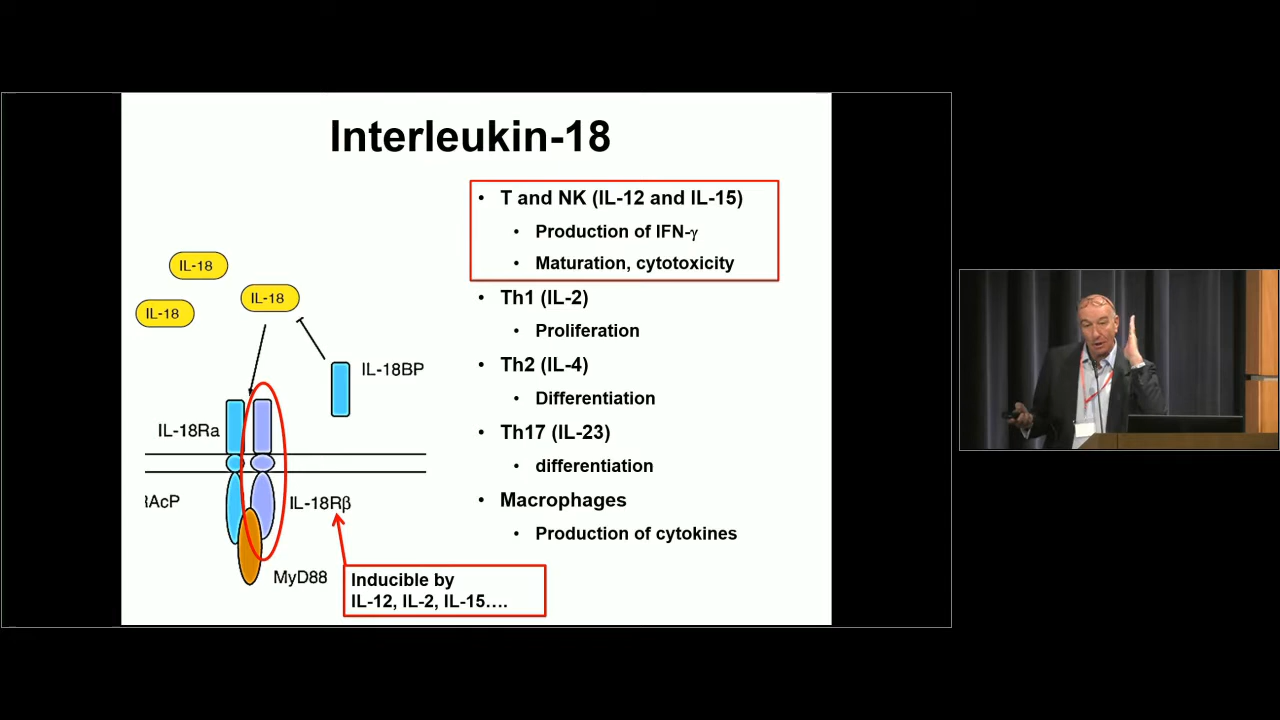 Interleukin-18
• T and NK (IL-12 and IL-15)
• Production of IFN-γ
• Maturation, cytotoxicity
• Th1 (IL-2)
• Proliferation
• Th2 (IL-4)
• Differentiation
• Th17 (IL-23)
• differentiation
• Macrophages
• Production of cytokines
IL-18
IL-18
IL-18
IL-18BP
IL-18Ra
IL-18Rβ
MyD88
Inducible by
IL-12, IL-2, IL-15....